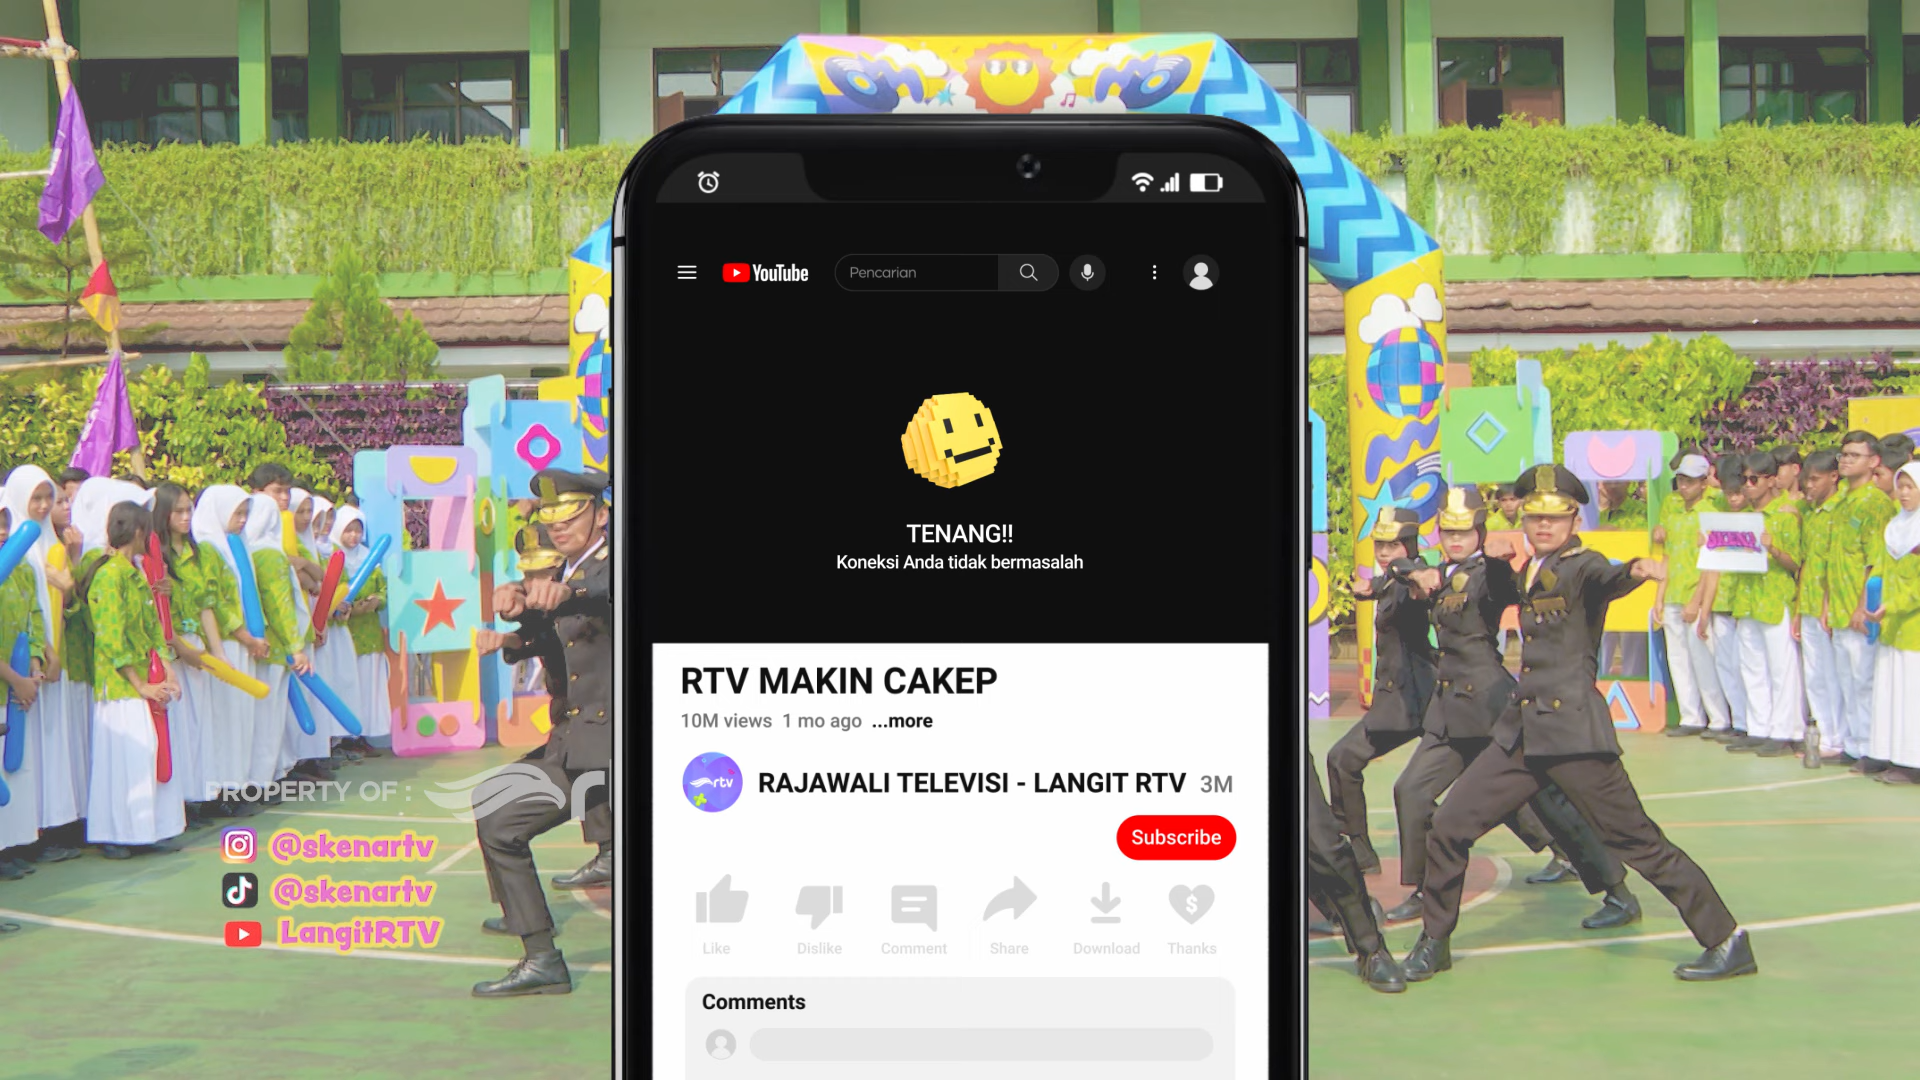 YouTube
Pencarian
TENANG!!
Koneksi Anda tidak bermasalah
RTV MAKIN CAKEP
10M views 1 mo ago ...more
rtv
RAJAWALI TELEVISI - LANGIT RTV 3M
Subscribe
Like Dislike Comment Share Download Thanks
Comments
PROPERTY OF :
@skenartv
@skenartv
LangitRTV